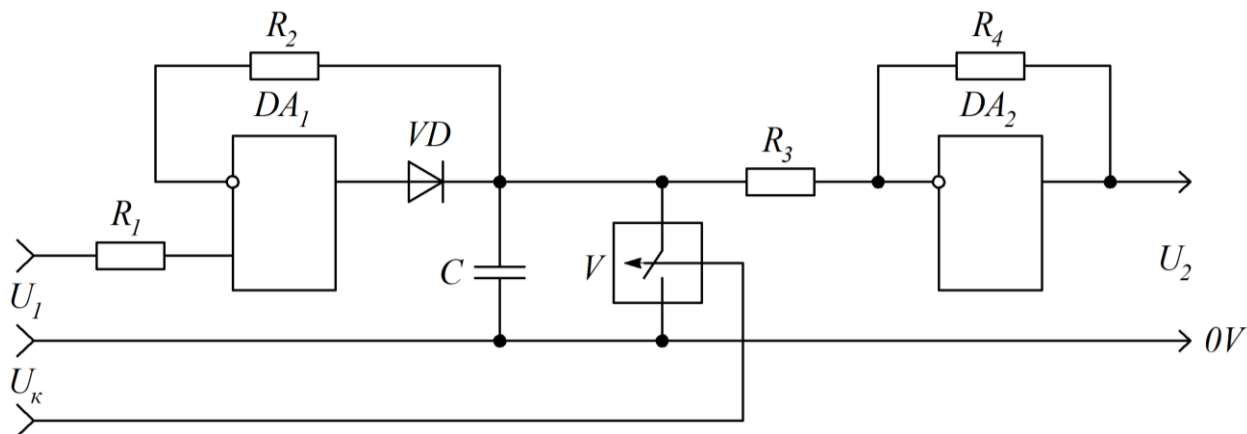 R2 R4
DA1 DA2
VD
R3
R1
U1 C V U2
0V
Uк